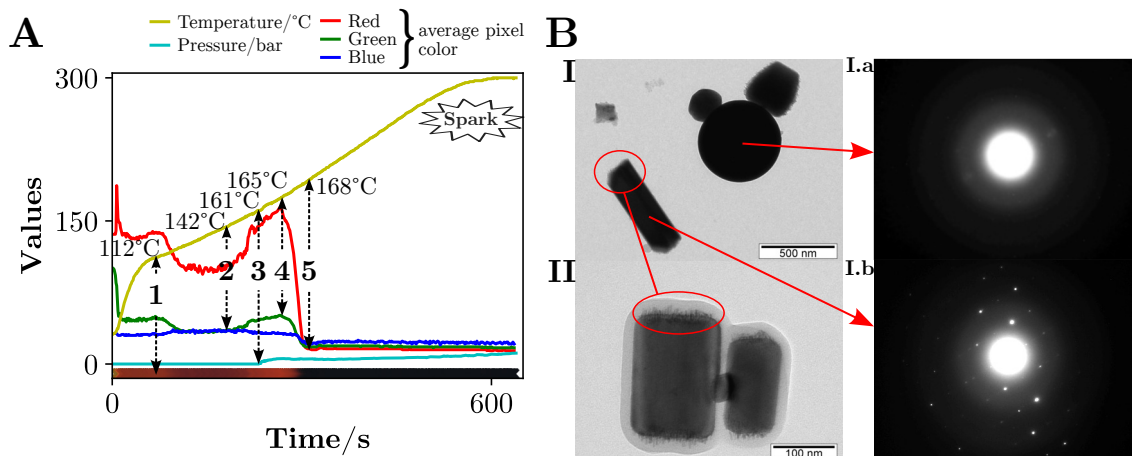 A
Temperature/°C
Pressure/bar
Red
Green
Blue
average pixel
color
300
150
0
Values
Spark
165°C
161°C
142°C
168°C
112°C
1
2
3
4
5
0
600
Time/s
B
I
I.a
500 nm
II
I.b
100 nm